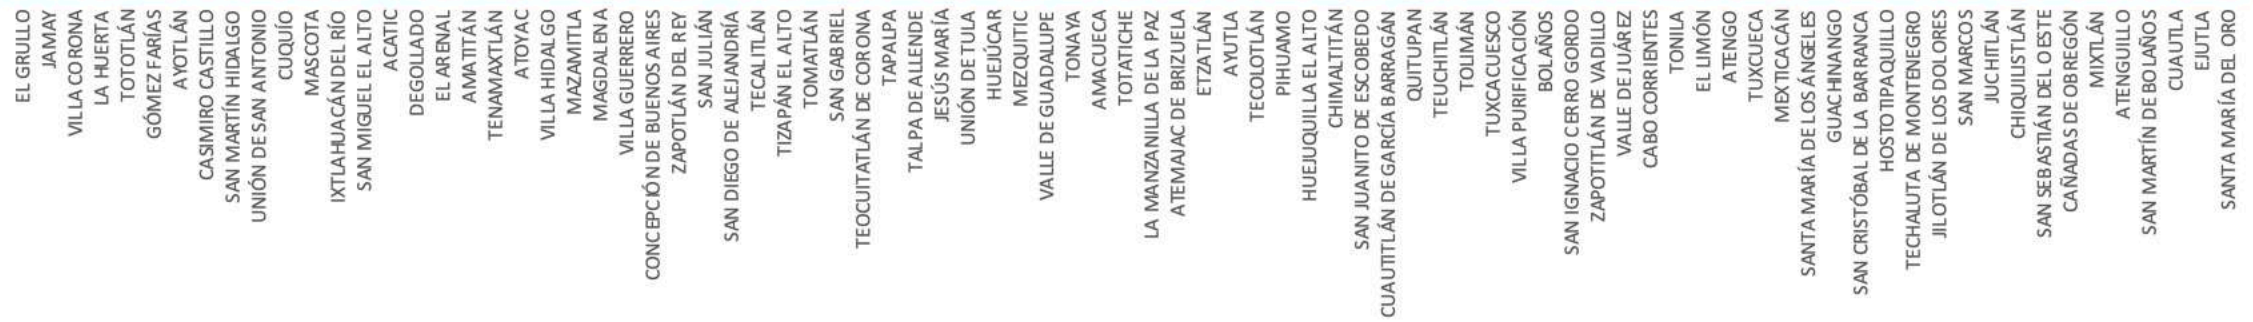 EL GRULLO
JAMAY
VILLA CORONA
LA HUERTA
TOTOTLÁN
GÓMEZ FARÍAS
AYOTLÁN
CASIMIRO CASTILLO
SAN MARTÍN HIDALGO
UNIÓN DE SAN ANTONIO
CUQUÍO
MASCOTA
IXTLAHUACÁN DEL RÍO
SAN MIGUEL EL ALTO
ACATIC
DEGOLLADO
EL ARENAL
AMATITÁN
TENAMAXTLÁN
ATOYAC
VILLA HIDALGO
MAZAMITLA
MAGDALENA
VILLA GUERRERO
CONCEPCIÓN DE BUENOS AIRES
ZAPOTLÁN DEL REY
SAN JULIÁN
SAN DIEGO DE ALEJANDRÍA
TECALITLÁN
TIZAPÁN EL ALTO
TOMATLÁN
SAN GABRIEL
TEOCUITATLÁN DE CORONA
TAPALPA
TALPA DE ALLENDE
JESÚS MARÍA
UNIÓN DE TULA
HUEJÚCAR
MEZQUITIC
VALLE DE GUADALUPE
TONAYA
AMACUECA
TOTATICHE
LA MANZANILLA DE LA PAZ
ATEMAJAC DE BRIZUELA
ETZATLÁN
AYUTLA
TECOLOTLÁN
PIHUAMO
HUEJUQUILLA EL ALTO
CHIMALTITÁN
SAN JUANITO DE ESCOBEDO
CUAUTITLÁN DE GARCÍA BARRAGÁN
QUITUPAN
TEUCHITLÁN
TOLIMÁN
TUXCACUESCO
VILLA PURIFICACIÓN
BOLAÑOS
SAN IGNACIO CERRO GORDO
ZAPOTITLÁN DE VADILLO
VALLE DE JUÁREZ
CABO CORRIENTES
TONILA
EL LIMÓN
ATENGO
TUXCUECA
MEXTICACÁN
SANTA MARÍA DE LOS ÁNGELES
GUACHINANGO
SAN CRISTÓBAL DE LA BARRANCA
HOSTOTIPAQUILLO
TECHALUTA DE MONTENEGRO
JILOTLÁN DE LOS DOLORES
SAN MARCOS
JUCHITLÁN
CHIQUILISTLÁN
SAN SEBASTIÁN DEL OESTE
CAÑADAS DE OBREGÓN
MIXTLÁN
ATENGUILLO
SAN MARTÍN DE BOLAÑOS
CUAUTLA
EJUTLA
SANTA MARÍA DEL ORO